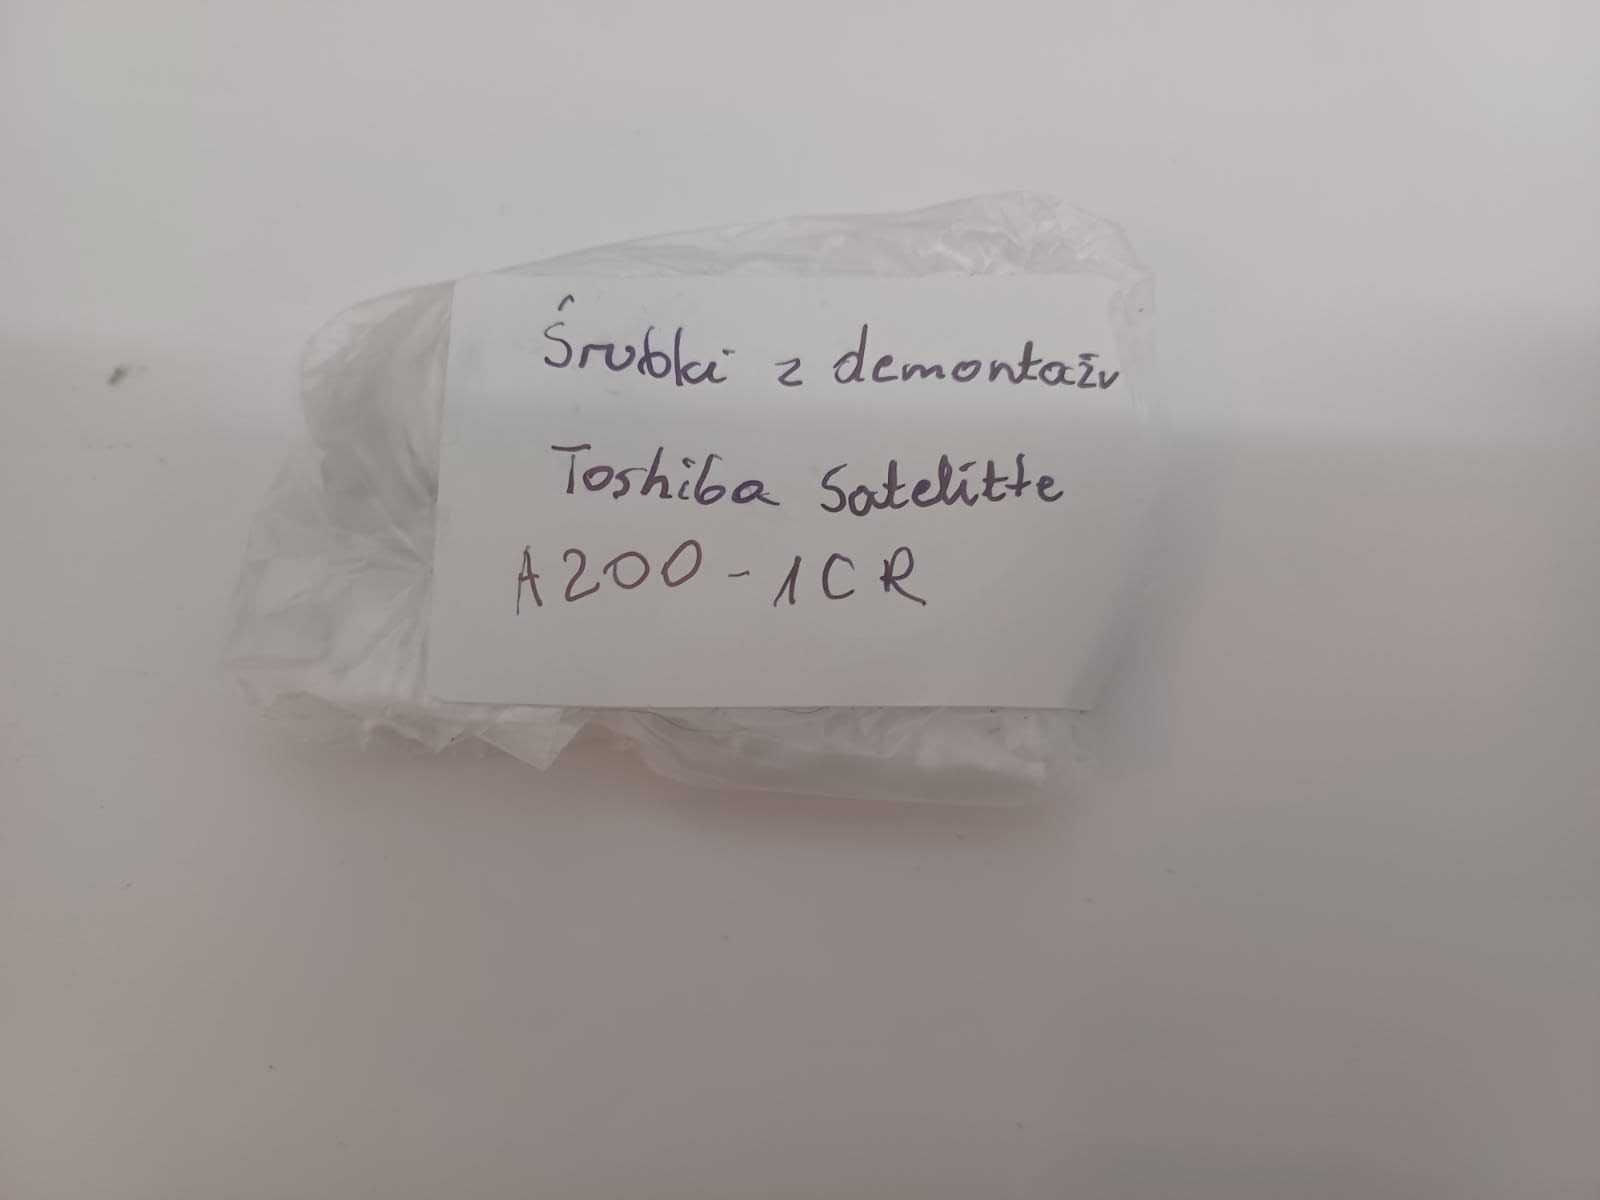 Śrubki z demontażu
Toshiba Satelitte
A200-1CR